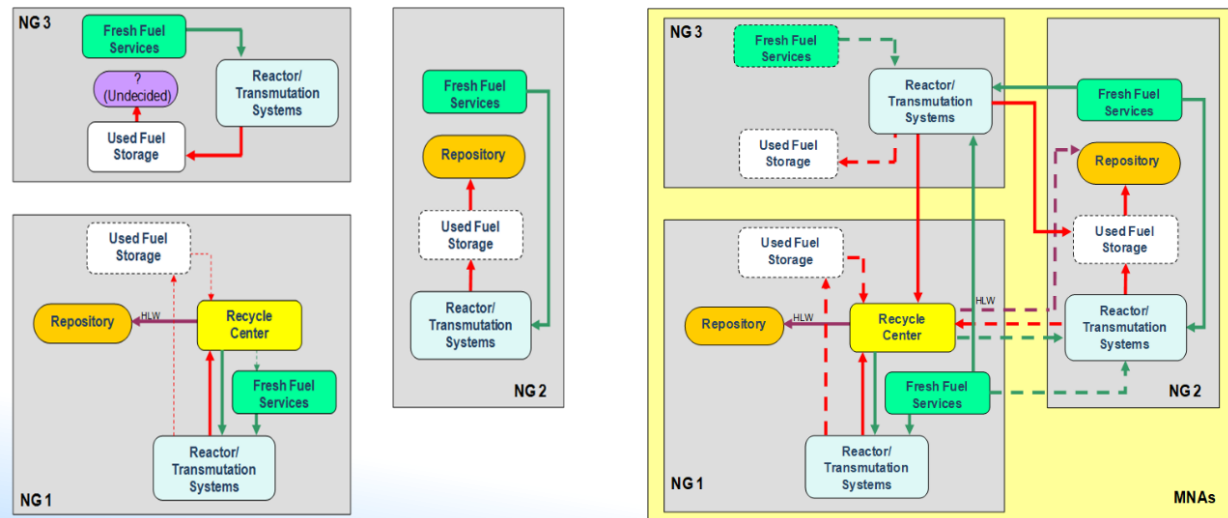 NG 3
Fresh Fuel
Services
?
(Undecided)
Reactor/
Transmutation
Systems
Used Fuel
Storage
Used Fuel
Storage
Repository
HLW
Recycle
Center
Fresh Fuel
Services
Reactor/
Transmutation
Systems
NG 1
Fresh Fuel
Services
Repository
Used Fuel
Storage
Reactor/
Transmutation
Systems
NG 2
NG 3
Fresh Fuel
Services
Reactor/
Transmutation
Systems
Used Fuel
Storage
Fresh Fuel
Services
Repository
Used Fuel
Storage
Reactor/
Transmutation
Systems
NG 2
Used Fuel
Storage
Repository
HLW
Recycle
Center
HLW
Fresh Fuel
Services
Reactor/
Transmutation
Systems
NG 1
MNAs